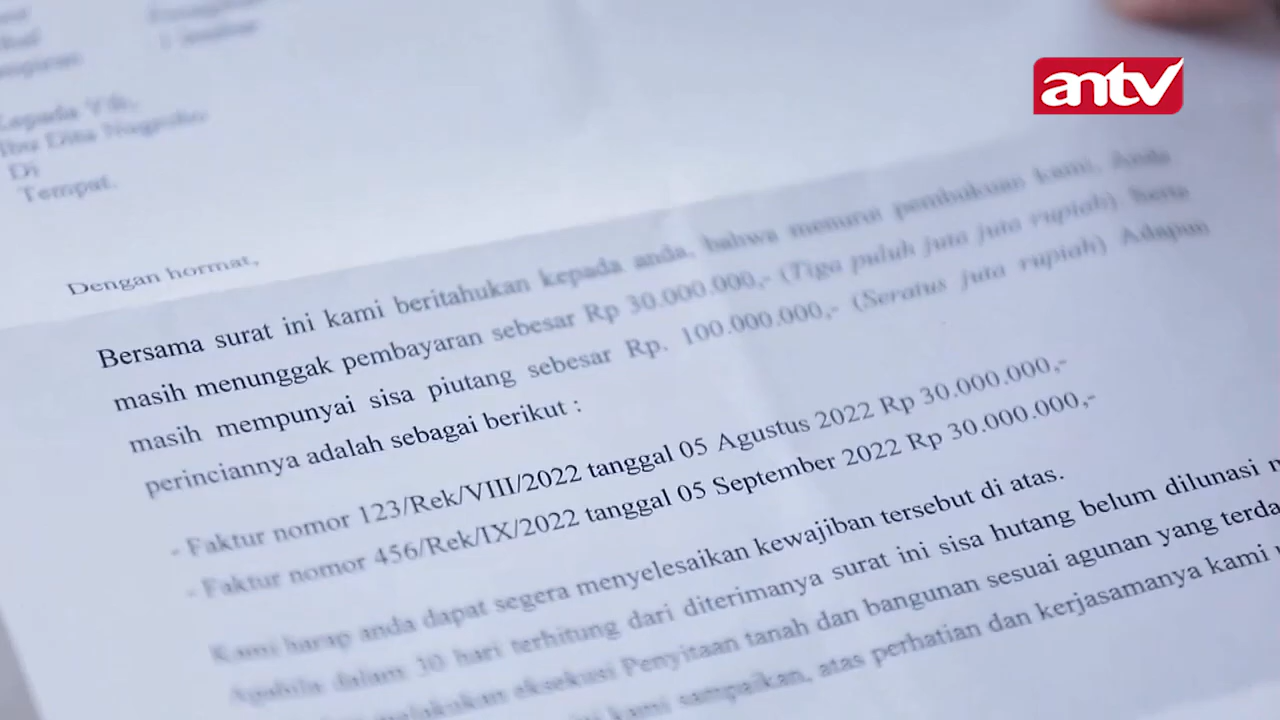 antv
Kepada Yth,
Ibu Dita Nugroho
Di
Tempat.
Dengan hormat,
Bersama surat ini kami beritahukan kepada anda, bahwa menurut pembukuan kami, Anda
masih menunggak pembayaran sebesar Rp 30.000.000,- (Tiga puluh juta juta rupiah). Serta
masih mempunyai sisa piutang sebesar Rp. 100.000.000,- (Seratus juta rupiah) Adapun
perinciannya adalah sebagai berikut :
- Faktur nomor 123/Rek/VIII/2022 tanggal 05 Agustus 2022 Rp 30.000.000,-
- Faktur nomor 456/Rek/IX/2022 tanggal 05 September 2022 Rp 30.000.000,-
Kami harap anda dapat segera menyelesaikan kewajiban tersebut di atas.
Apabila dalam 30 hari terhitung dari diterimanya surat ini sisa hutang belum dilunasi
melakukan eksekusi Penyitaan tanah dan bangunan sesuai agunan yang
kami sampaikan, atas perhatian dan kerjasamanya kami